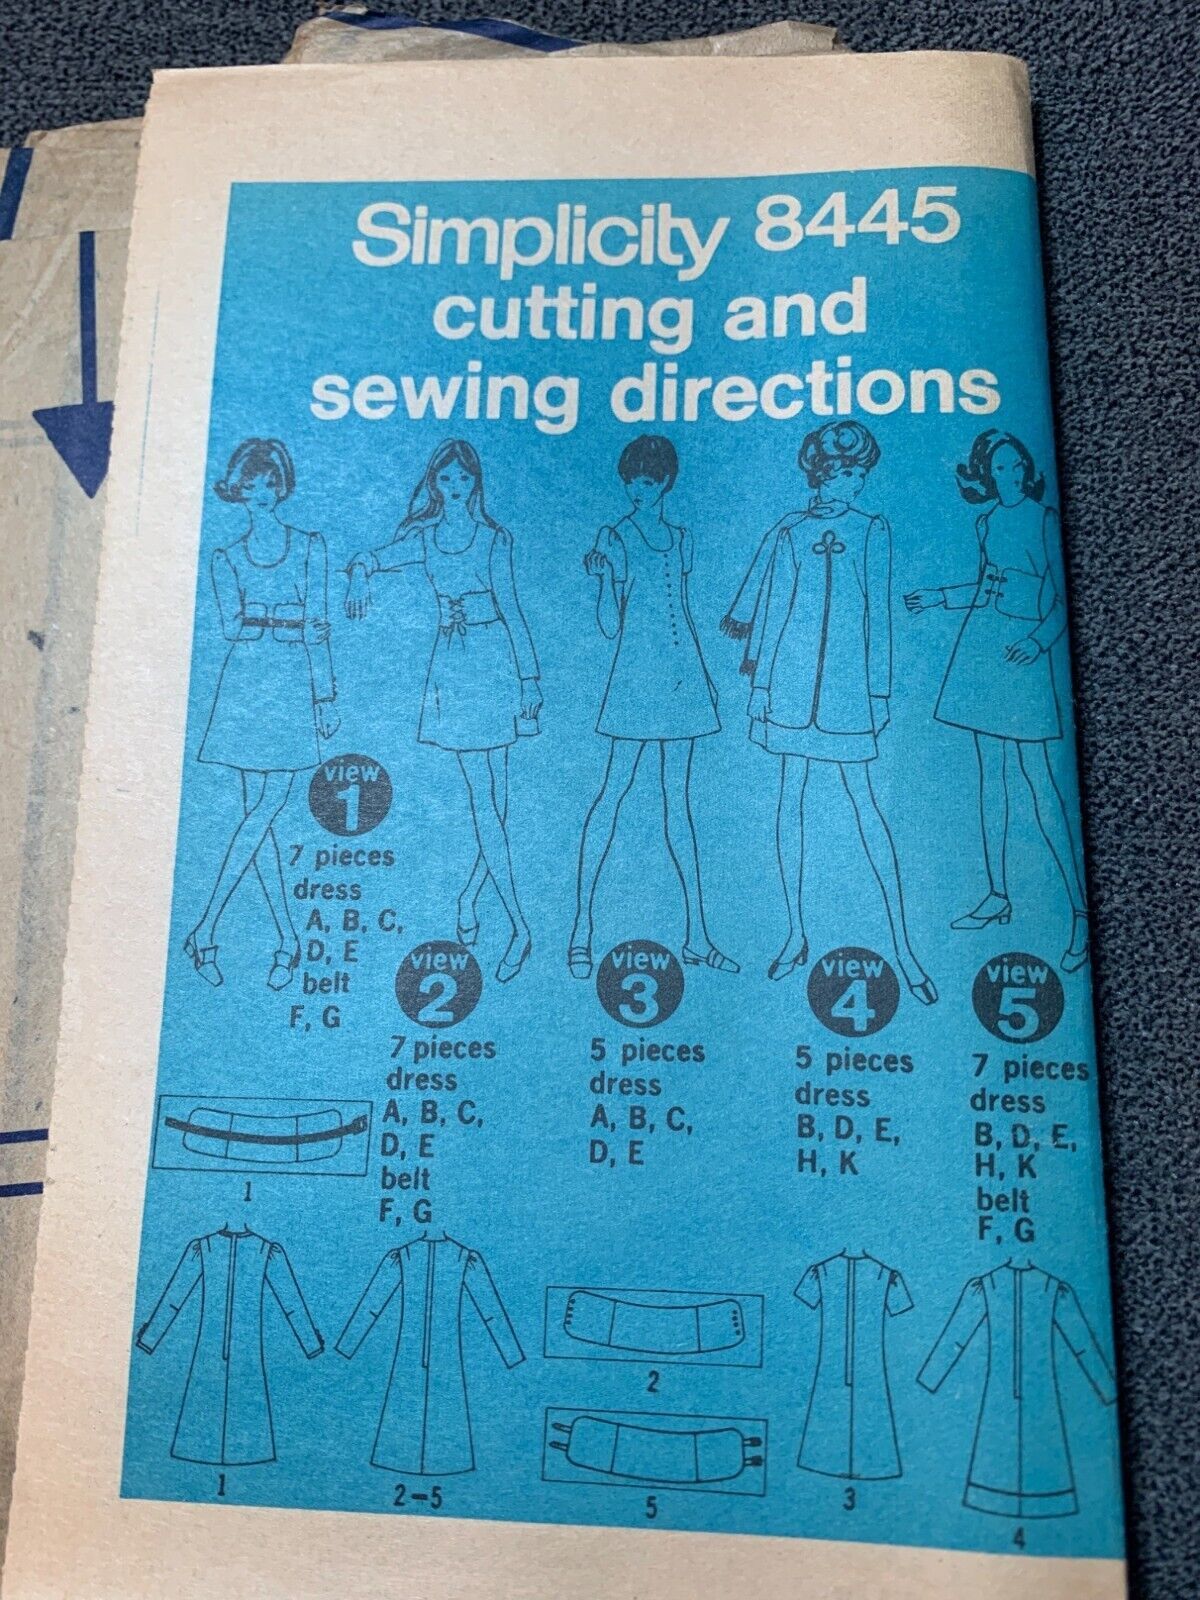 Simplicity 8445
cutting and
sewing directions
view
1
7 pieces
dress
A, B, C,
D, E
belt
F, G
view
2
7 pieces
dress
A, B, C,
D, E
belt
F, G
view
3
5 pieces
dress
A, B, C,
D, E
view
4
5 pieces
dress
B, D, E,
H, K
view
5
7 pieces
dress
B, D, E,
H, K
belt
F, G
1
2
5
1
2-5
3
4